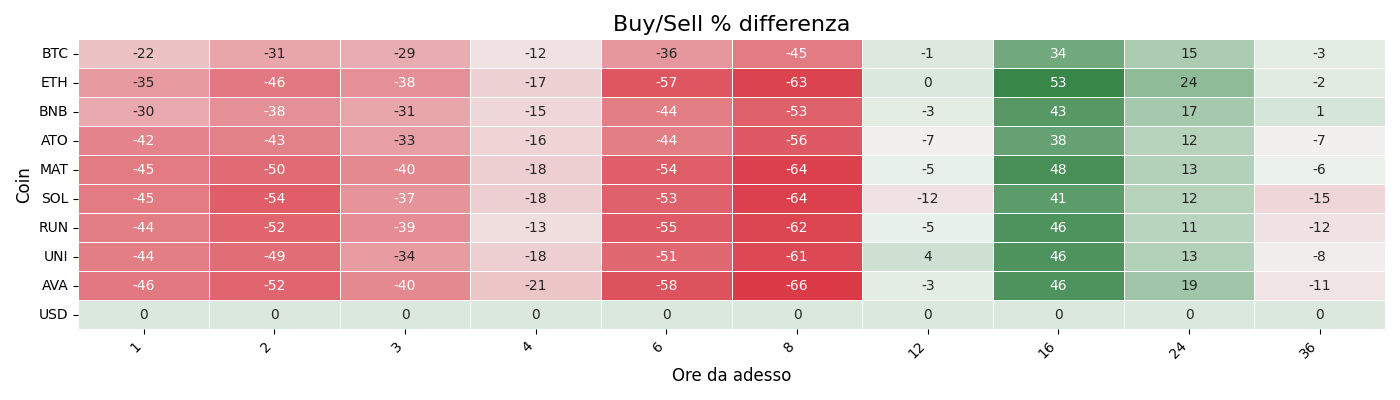 Buy/Sell % differenza
Coin
BTC -22 -31 -29 -12 -36 -45 -1 34 15 -3
ETH -35 -46 -38 -17 -57 -63 0 53 24 -2
BNB -30 -38 -31 -15 -44 -53 -3 43 17 1
ATO -42 -43 -33 -16 -44 -56 -7 38 12 -7
MAT -45 -50 -40 -18 -54 -64 -5 48 13 -6
SOL -45 -54 -37 -18 -53 -64 -12 41 12 -15
RUN -44 -52 -39 -13 -55 -62 -5 46 11 -12
UNI -44 -49 -34 -18 -51 -61 4 46 13 -8
AVA -46 -52 -40 -21 -58 -66 -3 46 19 -11
USD 0 0 0 0 0 0 0 0 0 0
1 2 3 4 6 8 12 16 24 36
Ore da adesso